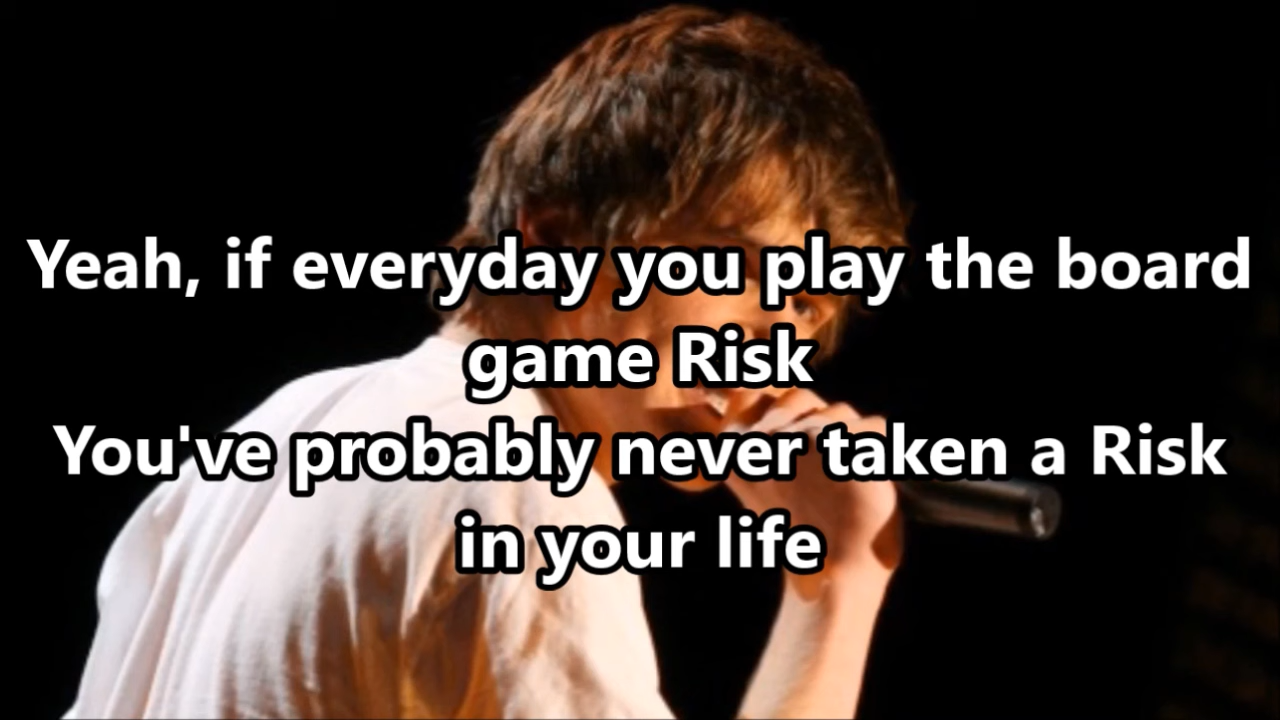 Yeah, if everyday you play the board
game Risk
You've probably never taken a Risk
in your life